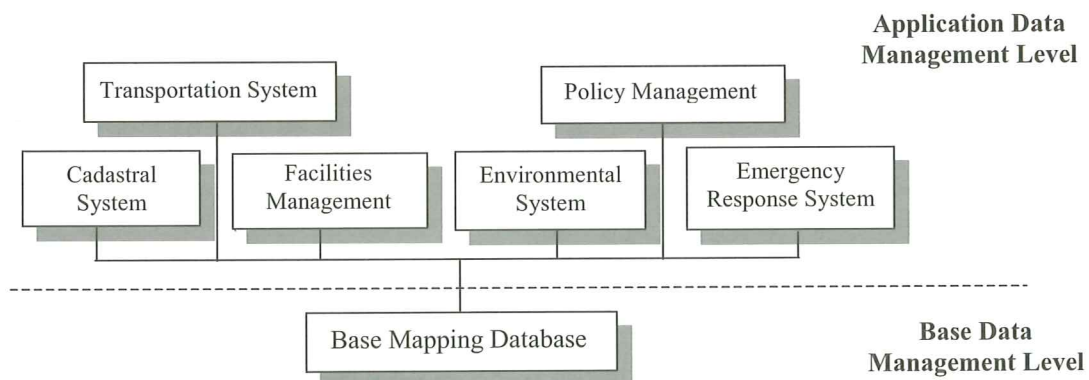 Application Data
Management Level
Transportation System
Policy Management
Cadastral
System
Facilities
Management
Environmental
System
Emergency
Response System
Base Mapping Database
Base Data
Management Level